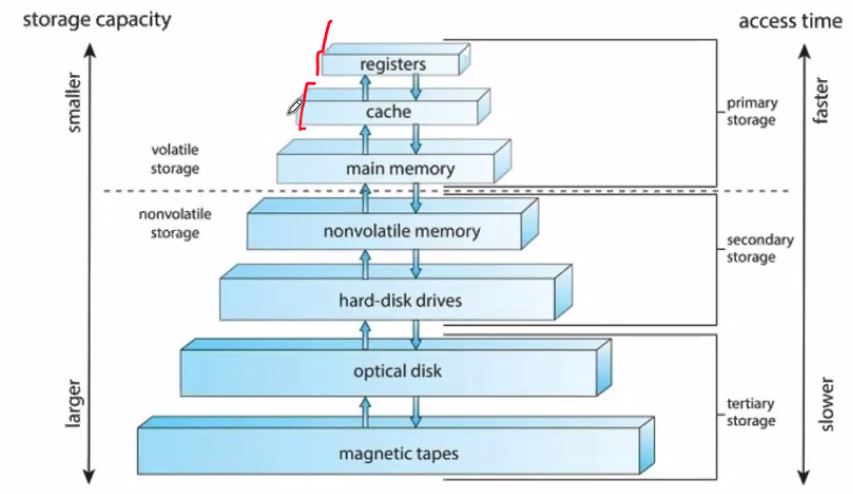 storage capacity
access time
smaller
larger
volatile
storage
nonvolatile
storage
registers
cache
main memory
nonvolatile memory
hard-disk drives
optical disk
magnetic tapes
primary
storage
secondary
storage
tertiary
storage
faster
slower